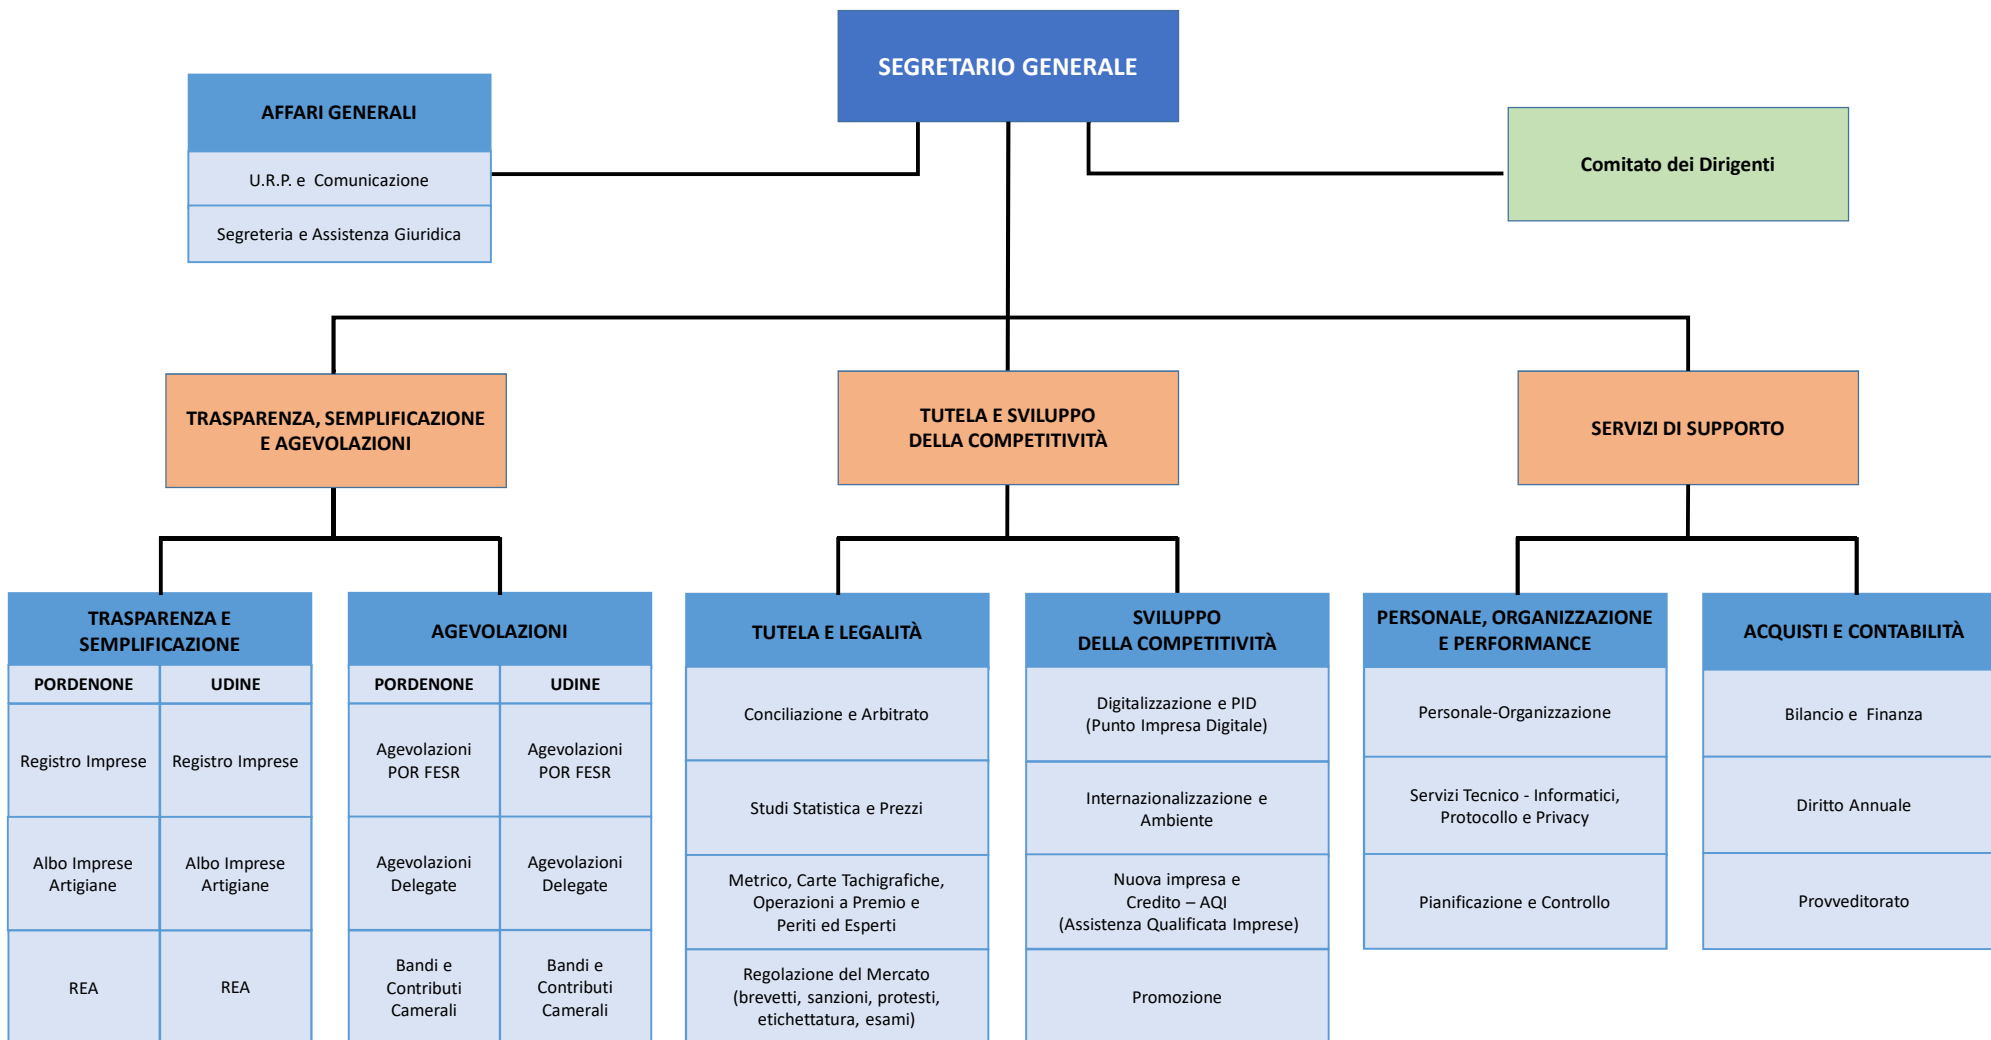 SEGRETARIO GENERALE
AFFARI GENERALI
U.R.P. e Comunicazione
Segreteria e Assistenza Giuridica
Comitato dei Dirigenti
TRASPARENZA, SEMPLIFICAZIONE
E AGEVOLAZIONI
TUTELA E SVILUPPO
DELLA COMPETITIVITÀ
SERVIZI DI SUPPORTO
TRASPARENZA E
SEMPLIFICAZIONE
PORDENONE
UDINE
Registro Imprese
Registro Imprese
Albo Imprese
Artigiane
Albo Imprese
Artigiane
REA
REA
AGEVOLAZIONI
PORDENONE
UDINE
Agevolazioni
POR FESR
Agevolazioni
POR FESR
Agevolazioni
Delegate
Agevolazioni
Delegate
Bandi e
Contributi
Camerali
Bandi e
Contributi
Camerali
TUTELA E LEGALITÀ
Conciliazione e Arbitrato
Studi Statistica e Prezzi
Metrico, Carte Tachigrafiche,
Operazioni a Premio e
Periti ed Esperti
Regolazione del Mercato
(brevetti, sanzioni, protesti,
etichettatura, esami)
SVILUPPO
DELLA COMPETITIVITÀ
Digitalizzazione e PID
(Punto Impresa Digitale)
Internazionalizzazione e
Ambiente
Nuova impresa e
Credito – AQI
(Assistenza Qualificata Imprese)
Promozione
PERSONALE, ORGANIZZAZIONE
E PERFORMANCE
Personale-Organizzazione
Servizi Tecnico - Informatici,
Protocollo e Privacy
Pianificazione e Controllo
ACQUISTI E CONTABILITÀ
Bilancio e Finanza
Diritto Annuale
Provveditorato